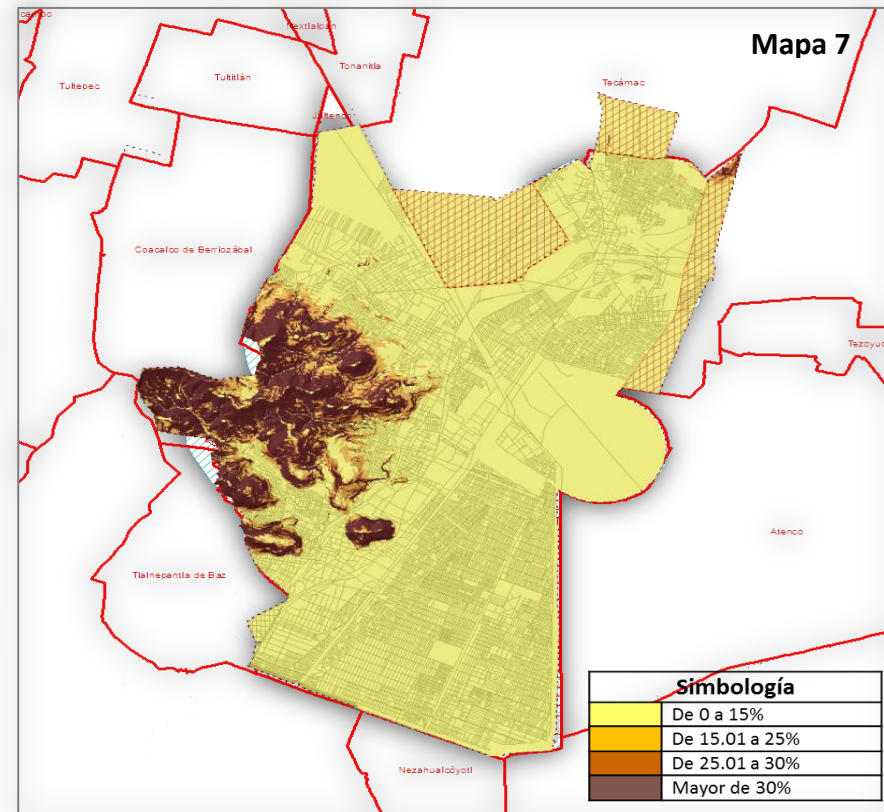 campo
Nextlalpan
Mapa 7
Tonanitla
Tultitlán
Tultepec
Tecámac
Jaltenco
Coacalco de Berriozábal
Tezoyuc
Atenco
Tlalnepantla de Baz
Simbología
De 0 a 15%
De 15.01 a 25%
De 25.01 a 30%
Mayor de 30%
Nezahualcóyotl